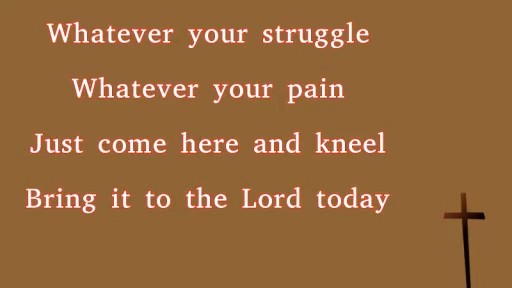 Whatever your struggle
Whatever your pain
Just come here and kneel
Bring it to the Lord today